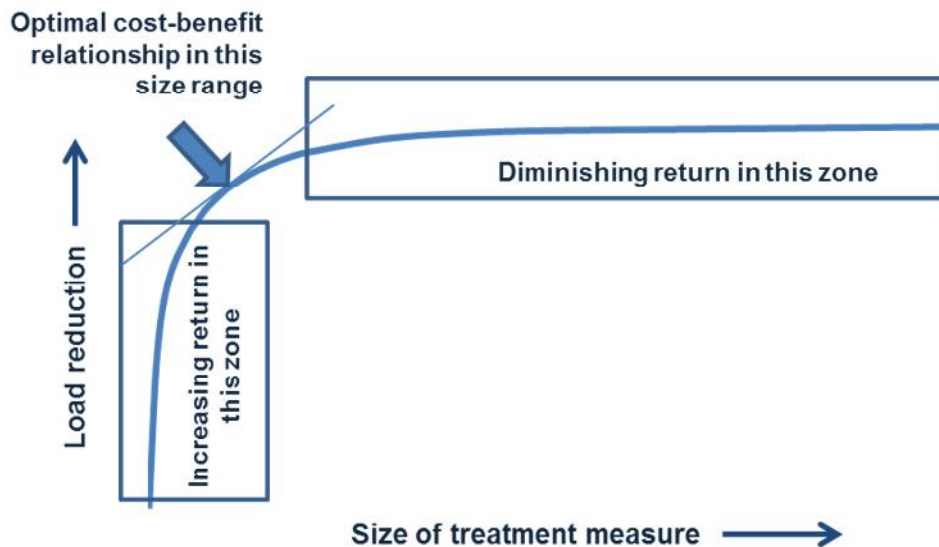 Optimal cost-benefit
relationship in this
size range
Diminishing return in this zone
Increasing return in
this zone
Load reduction
Size of treatment measure